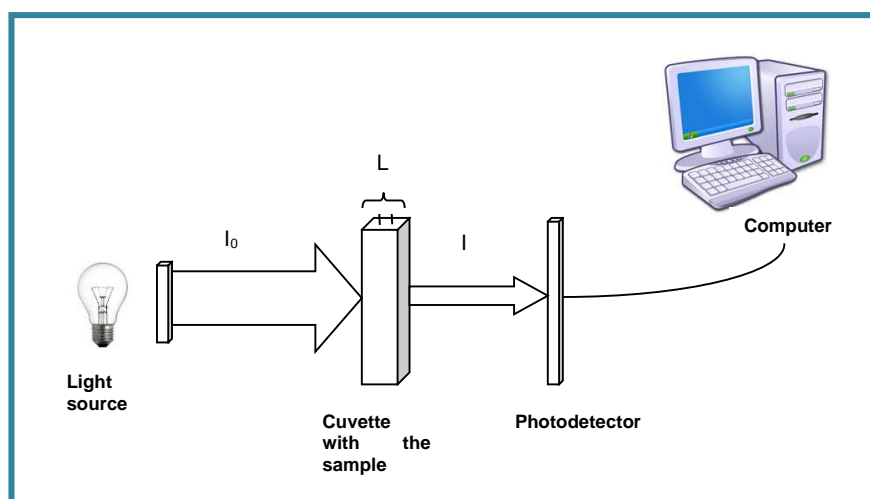 L
I₀
I
Computer
Light
source
Cuvette
with the
sample
Photodetector